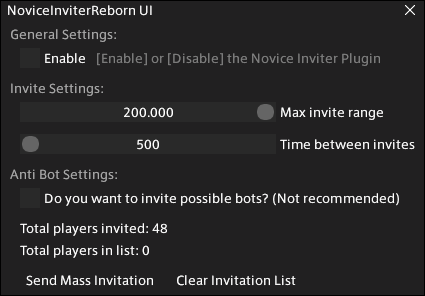 NoviceInviterReborn UI
General Settings:
Enable [Enable] or [Disable] the Novice Inviter Plugin
Invite Settings:
200.000 Max invite range
500 Time between invites
Anti Bot Settings:
Do you want to invite possible bots? (Not recommended)
Total players invited: 48
Total players in list: 0
Send Mass Invitation Clear Invitation List